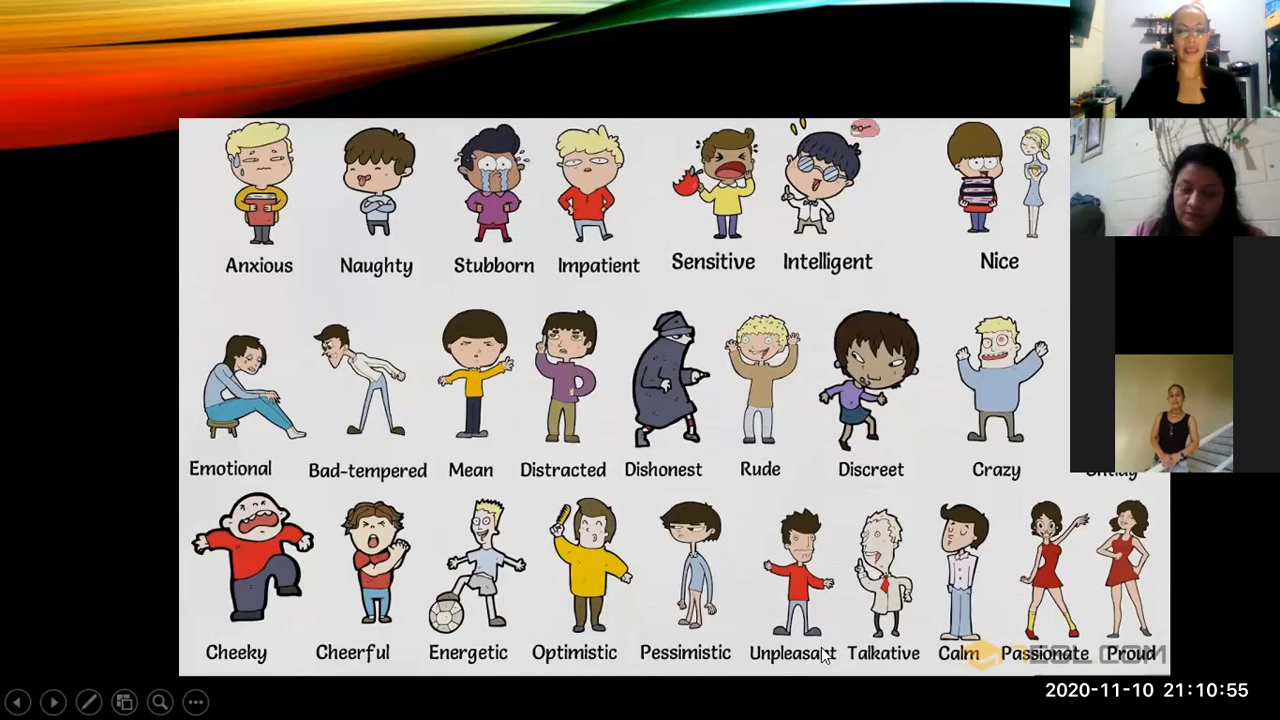 Anxious Naughty Stubborn Impatient Sensitive Intelligent Nice
Emotional Bad-tempered Mean Distracted Dishonest Rude Discreet Crazy
Cheeky Cheerful Energetic Optimistic Pessimistic Unpleasant Talkative Calm Passionate Proud
2020-11-10 21:10:55